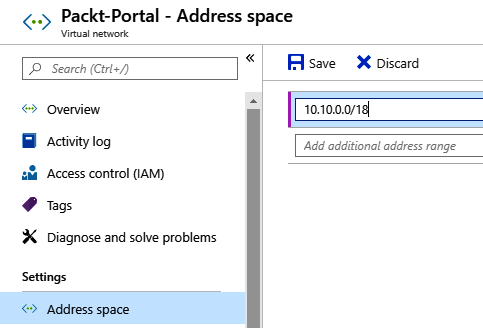 Packt-Portal - Address space
Virtual network
Search (Ctrl+/)
Save
Discard
Overview
10.10.0.0/18
Activity log
Add additional address range
Access control (IAM)
Tags
Diagnose and solve problems
Settings
Address space